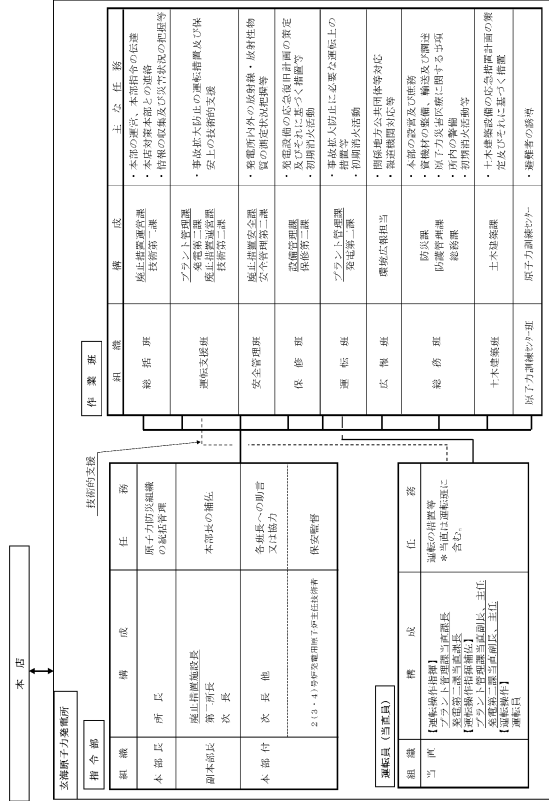 本店
玄海原子力発電所
指令部
組織
構成
任務
本部長
所長
原子力防災組織
の統括管理
副本部長
廃止措置施設長
第二所長
次長
本部長の補佐
本部付
次長他
各班長への助言
又は協力
2(3・4)号炉発電用原子炉主任技術者
保安監督
運転員(当直員)
組織
構成
任務
当直
【運転操作指揮】
プラント管理課当直課長
発電第二課当直課長
【運転操作指揮補佐】
プラント管理課当直副長、主任
発電第二課当直副長、主任
【運転操作】
運転員
運転の措置等
*当直は運転班に
含む。
技術的支援
作業班
組織
構成
主な任務
総括班
廃止措置運営課
技術第二課
・本部の運営、本部指令の伝達
・本店対策本部との連絡
・情報の収集及び災害状況の把握等
運転支援班
プラント管理課
発電第二課
廃止措置運営課
技術第二課
・事故拡大防止の運転措置及び保
安上の技術的支援
安全管理班
廃止措置安全課
安全管理第二課
・発電所内外の放射線・放射性物
質の測定状況把握等
保修班
設備管理課
保修第二課
・発電設備の応急復旧計画の策定
及びそれに基づく措置等
・初期消火活動
運転班
プラント管理課
発電第二課
・事故拡大防止に必要な運転上の
措置等
・初期消火活動
広報班
環境広報担当
・関係地方公共団体等対応
・報道機関対応等
総務班
防災課
防護管理課
総務課
・本部の設営及び庶務
・資機材の整備、輸送及び調達
・原子力災害医療に関する事項
・所内の警備
・初期消火活動
土木建築班
土木建築課
・土木建築設備の応急措置計画の策
定及びそれに基づく措置
原子力訓練センター班
原子力訓練センター
・避難者の誘導